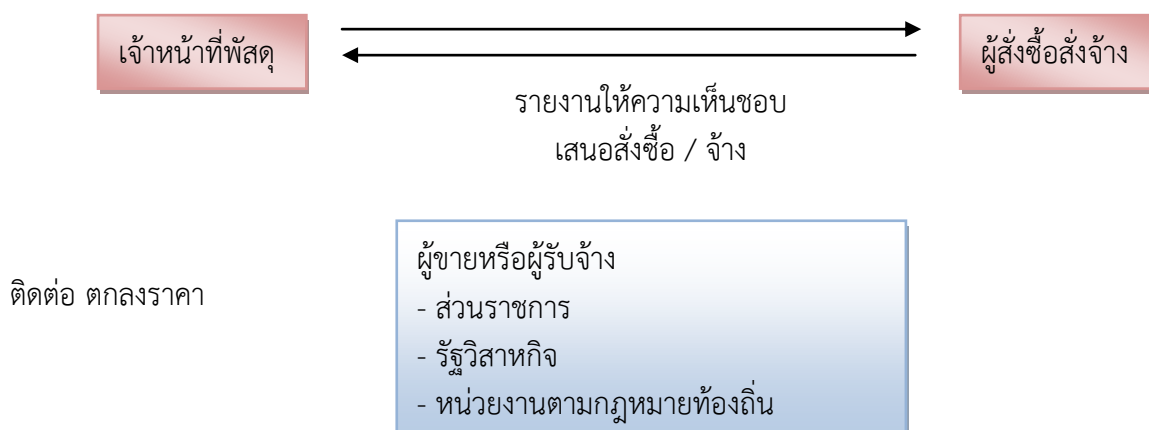 เจ้าหน้าที่พัสดุ
ผู้สั่งซื้อสั่งจ้าง
รายงานให้ความเห็นชอบ
เสนอสั่งซื้อ / จ้าง
ติดต่อ ตกลงราคา
ผู้ขายหรือผู้รับจ้าง
- ส่วนราชการ
- รัฐวิสาหกิจ
- หน่วยงานตามกฎหมายท้องถิ่น